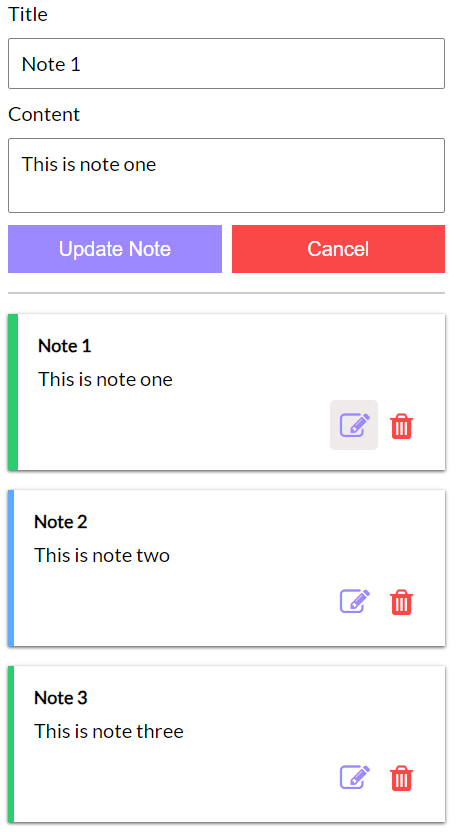 Title
Note 1
Content
This is note one
Update Note Cancel
Note 1
This is note one
Note 2
This is note two
Note 3
This is note three